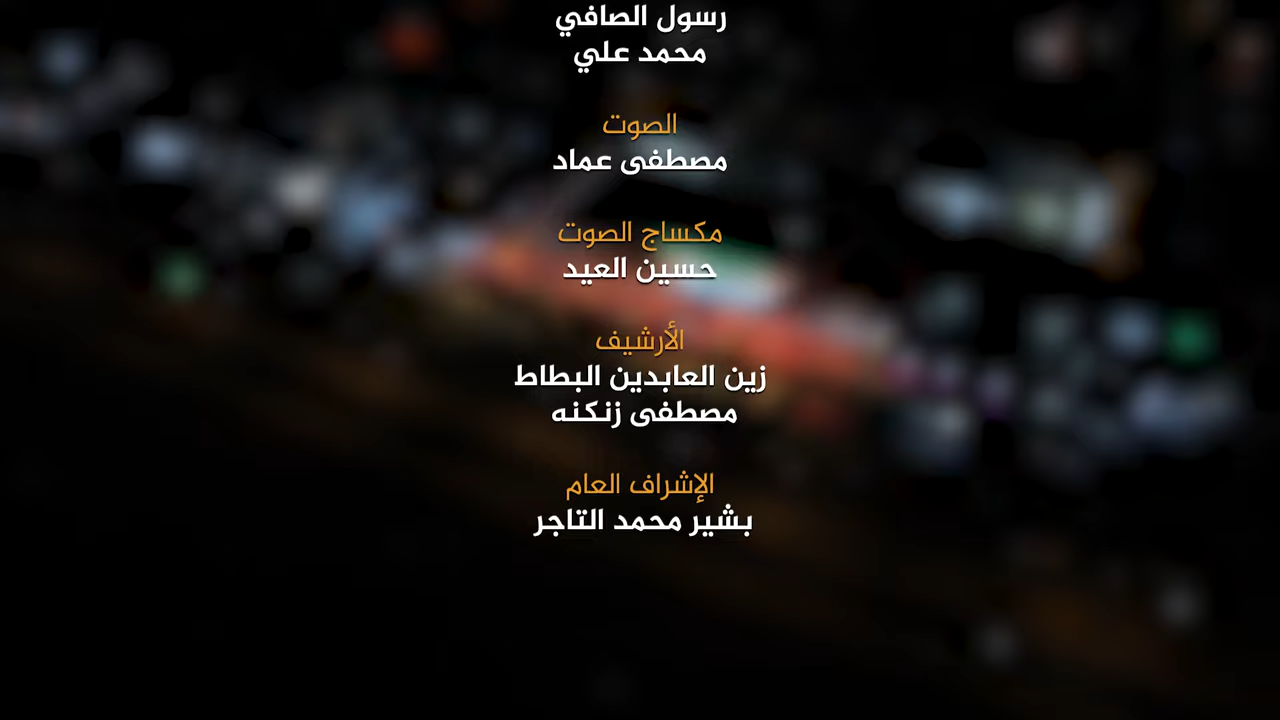 رسول الصافي
محمد علي
الصوت
مصطفى عماد
مكساج الصوت
حسين العيد
الأرشيف
زين العابدين البطاط
مصطفى زنكنه
الإشراف العام
بشير محمد التاجر